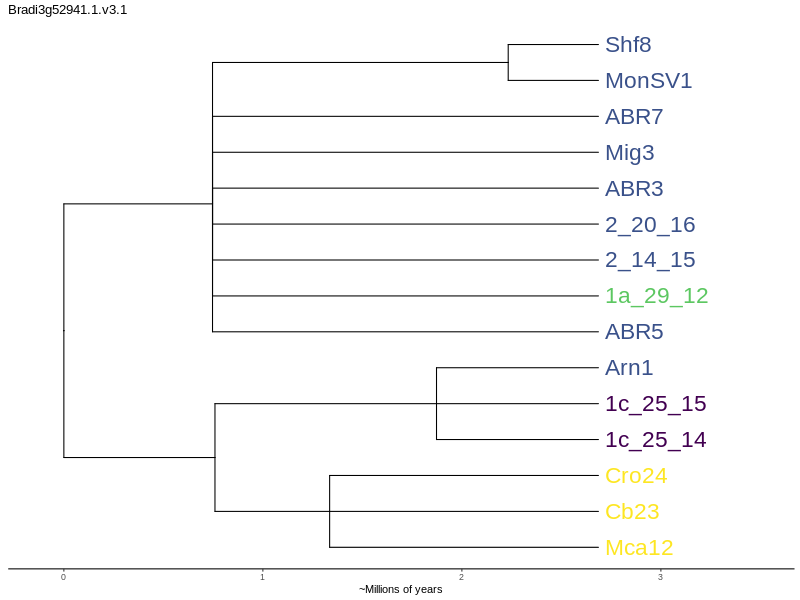 Bradi3g52941.1.v3.1
Shf8
MonSV1
ABR7
Mig3
ABR3
2_20_16
2_14_15
1a_29_12
ABR5
Arn1
1c_25_15
1c_25_14
Cro24
Cb23
Mca12
0 1 2 3
~Millions of years